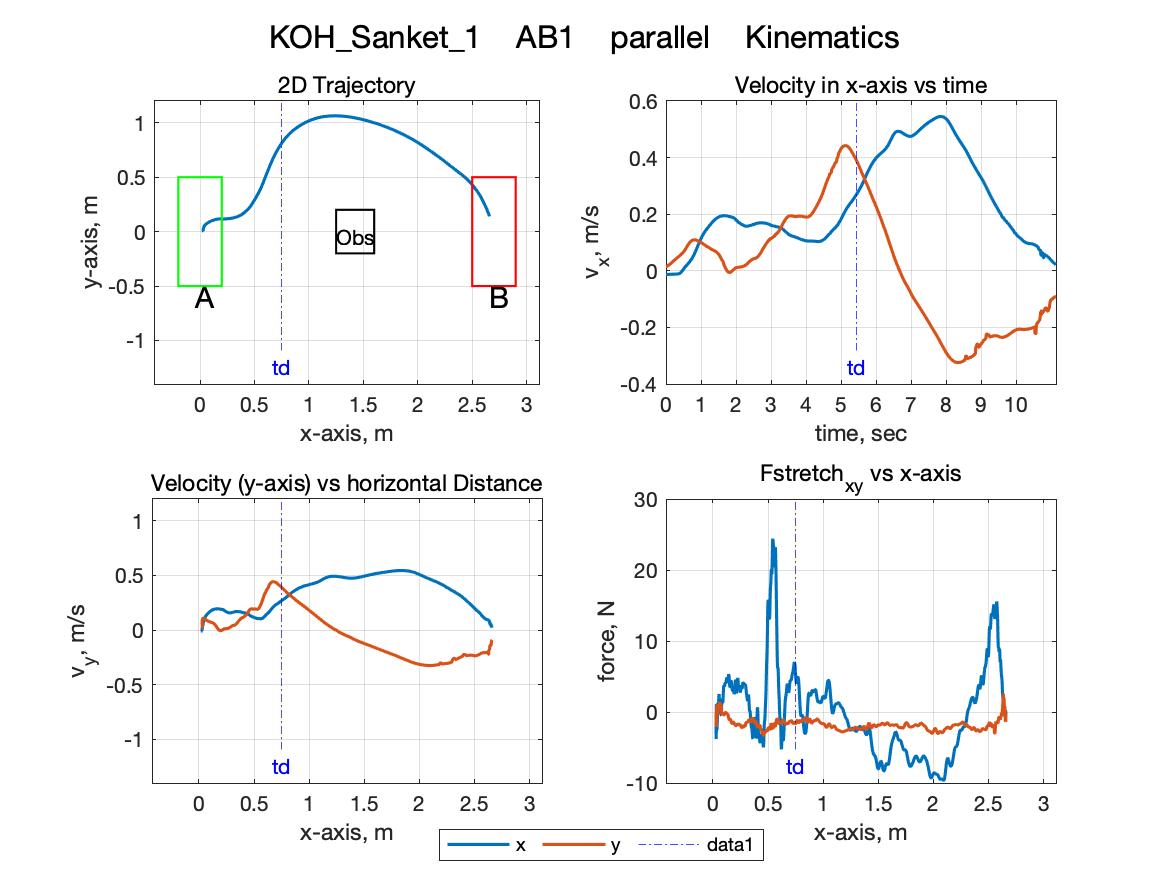 KOH_Sanket_1 AB1 parallel Kinematics
2D Trajectory
1
0.5
0
-0.5
-1
y-axis, m
A
Obs
B
td
0 0.5 1 1.5 2 2.5 3
x-axis, m
Velocity in x-axis vs time
0.6
0.4
0.2
0
-0.2
-0.4
vx, m/s
td
0 1 2 3 4 5 6 7 8 9 10
time, sec
Velocity (y-axis) vs horizontal Distance
1
0.5
0
-0.5
-1
vy, m/s
td
0 0.5 1 1.5 2 2.5 3
x-axis, m
Fstretchxy vs x-axis
30
20
10
0
-10
force, N
td
0 0.5 1 1.5 2 2.5 3
x-axis, m
x y data1